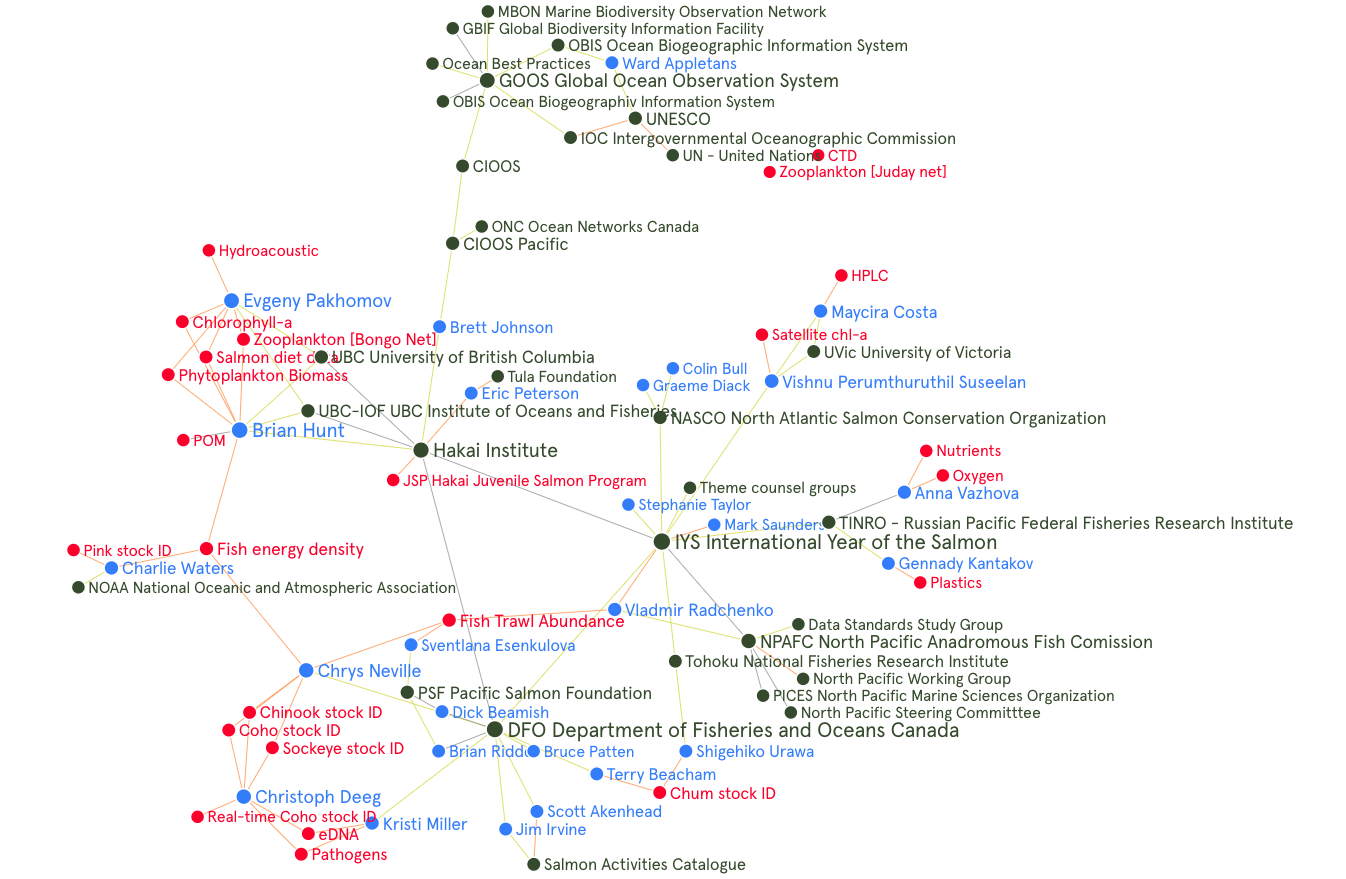 MBON Marine Biodiversity Observation Network
GBIF Global Biodiversity Information Facility
OBIS Ocean Biogeographic Information System
Ocean Best Practices
Ward Appletans
GOOS Global Ocean Observation System
OBIS Ocean Biogeographiv Information System
UNESCO
IOC Intergovernmental Oceanographic Commission
UN - United Nations
CTD
Zooplankton [Juday net]
CIOOS
ONC Ocean Networks Canada
CIOOS Pacific
Hydroacoustic
HPLC
Evgeny Pakhomov
Maycira Costa
Chlorophyll-a
Brett Johnson
Satellite chl-a
Zooplankton [Bongo Net]
UVic University of Victoria
Salmon diet data
UBC University of British Columbia
Colin Bull
Phytoplankton Biomass
Tula Foundation
Graeme Diack
Vishnu Perumthuruthil Suseelan
Eric Peterson
UBC-IOF UBC Institute of Oceans and Fisheries
NASCO North Atlantic Salmon Conservation Organization
Brian Hunt
POM
Hakai Institute
Nutrients
JSP Hakai Juvenile Salmon Program
Oxygen
Theme counsel groups
Anna Vazhova
Stephanie Taylor
Mark Saunders
TINRO - Russian Pacific Federal Fisheries Research Institute
IYS International Year of the Salmon
Pink stock ID
Fish energy density
Charlie Waters
Gennady Kantakov
NOAA National Oceanic and Atmospheric Association
Plastics
Vladmir Radchenko
Fish Trawl Abundance
Data Standards Study Group
Sventlana Esenkulova
NPAFC North Pacific Anadromous Fish Comission
Tohoku National Fisheries Research Institute
Chrys Neville
North Pacific Working Group
PSF Pacific Salmon Foundation
PICES North Pacific Marine Sciences Organization
Chinook stock ID
Dick Beamish
North Pacific Steering Committtee
Coho stock ID
DFO Department of Fisheries and Oceans Canada
Sockeye stock ID
Brian Riddell
Bruce Patten
Shigehiko Urawa
Terry Beacham
Chum stock ID
Christoph Deeg
Real-time Coho stock ID
Scott Akenhead
Kristi Miller
eDNA
Jim Irvine
Pathogens
Salmon Activities Catalogue